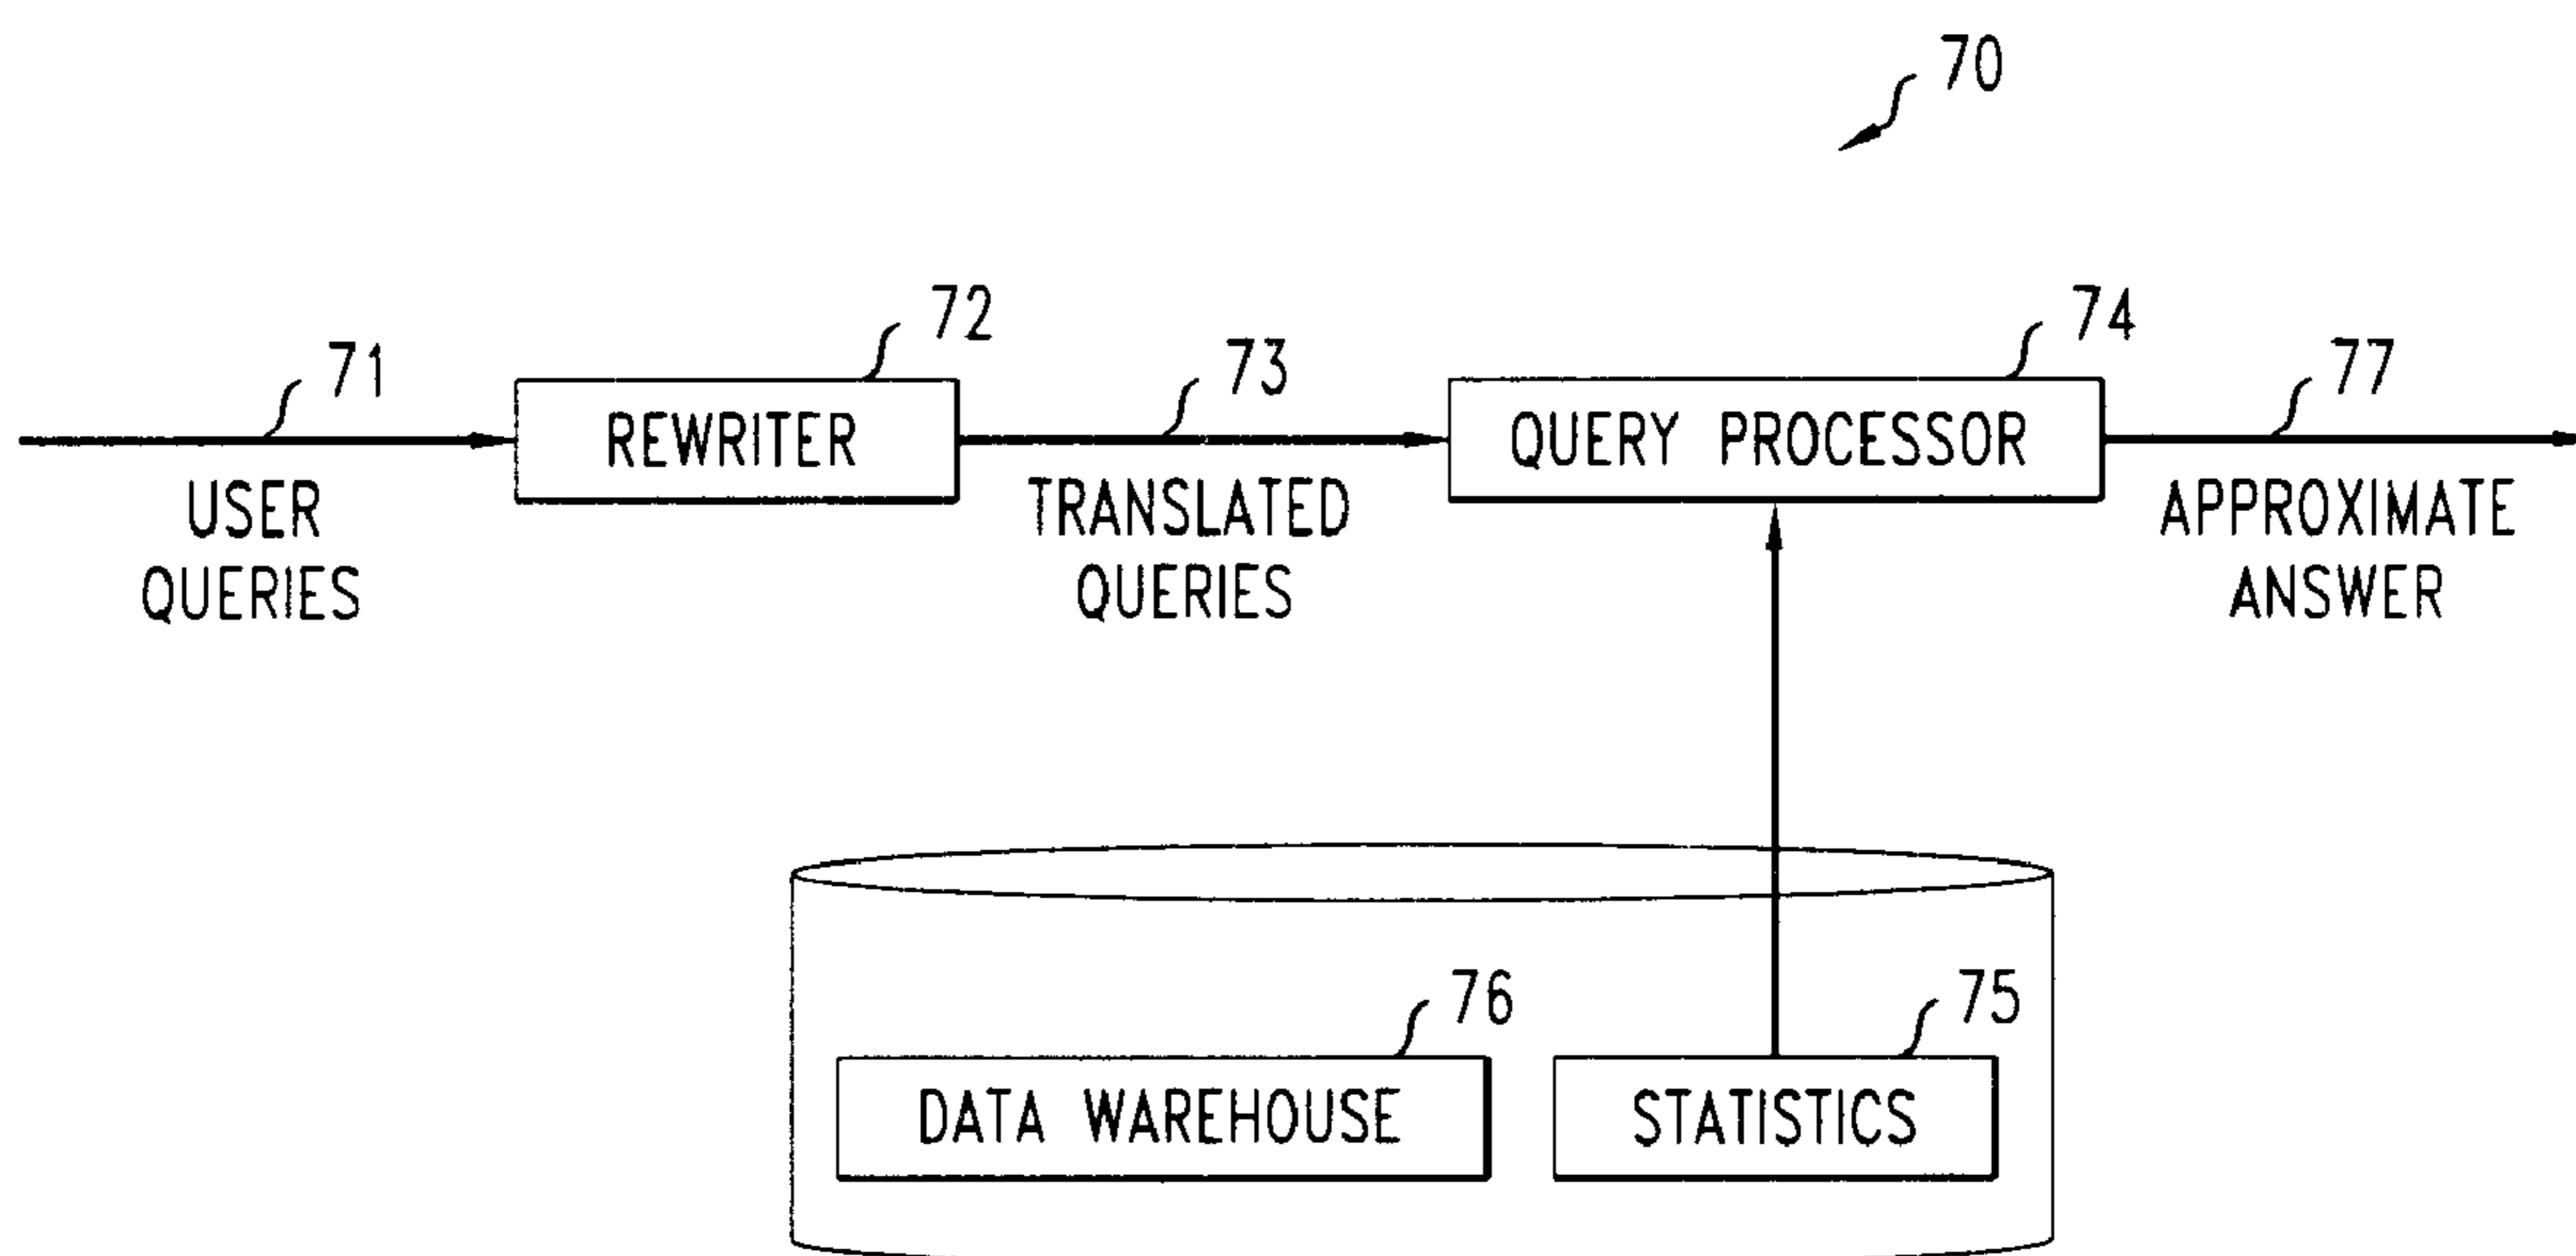 70
71
72
73
74
77
REWRITER
QUERY PROCESSOR
USER
QUERIES
TRANSLATED
QUERIES
APPROXIMATE
ANSWER
76
75
DATA WAREHOUSE
STATISTICS